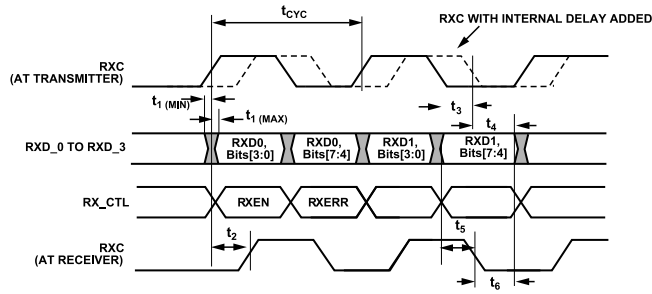 tCYC
RXC WITH INTERNAL DELAY ADDED
RXC
(AT TRANSMITTER)
t1 (MIN)
t1 (MAX)
t3
t4
RXD_0 TO RXD_3
RXD0,
Bits[3:0]
RXD0,
Bits[7:4]
RXD1,
Bits[3:0]
RXD1,
Bits[7:4]
RX_CTL
RXEN
RXERR
t2
t5
RXC
(AT RECEIVER)
t6